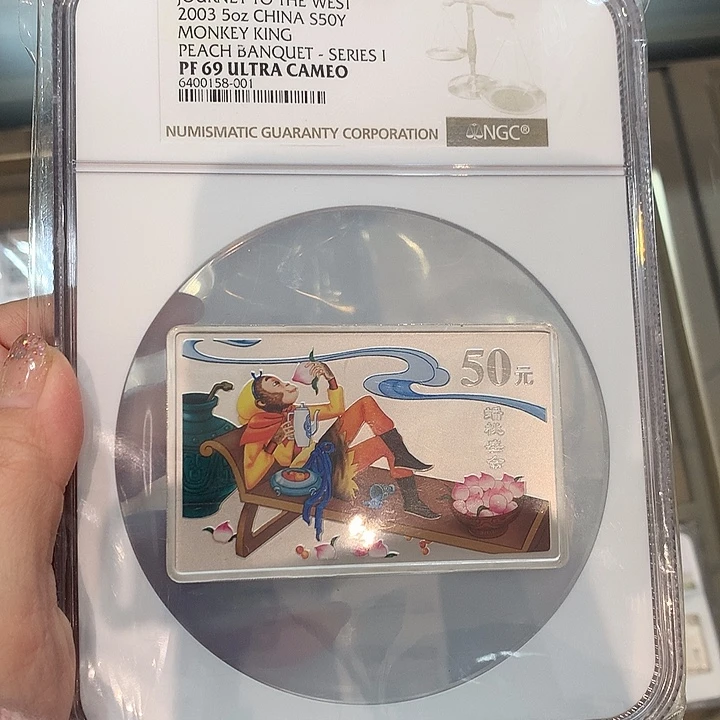 JOURNEY TO THE WEST
2003 5oz CHINA S50Y
MONKEY KING
PEACH BANQUET - SERIES I
PF 69 ULTRA CAMEO
6400158-001
NUMISMATIC GUARANTY CORPORATION
NGC®
50元